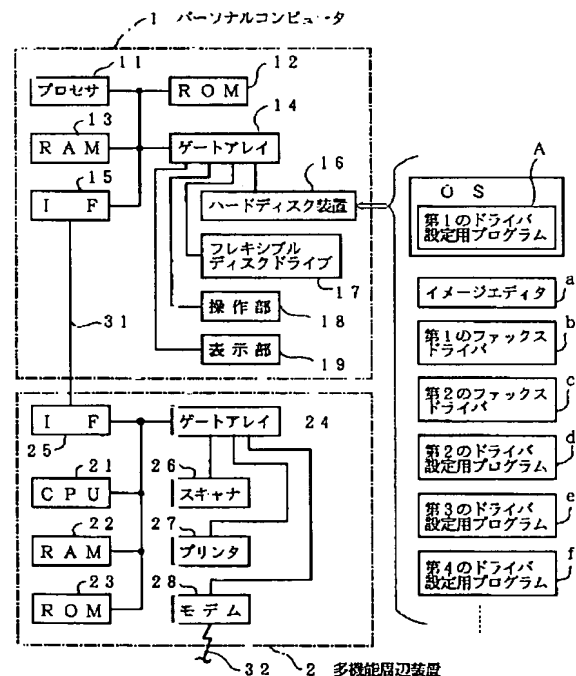 1 パーソナルコンピュータ
11
プロセサ
12
ROM
13
RAM
14
ゲートアレイ
15
I F
16
ハードディスク装置
フレキシブル
ディスクドライブ
17
操作部
18
表示部
19
31
A
OS
第1のドライバ
設定用プログラム
a
イメージエディタ
b
第1のファックス
ドライバ
c
第2のファックス
ドライバ
d
第2のドライバ
設定用プログラム
e
第3のドライバ
設定用プログラム
f
第4のドライバ
設定用プログラム
I F
25
ゲートアレイ
24
21
CPU
26
スキャナ
22
RAM
27
プリンタ
23
ROM
28
モデム
32
2 多機能周辺装置